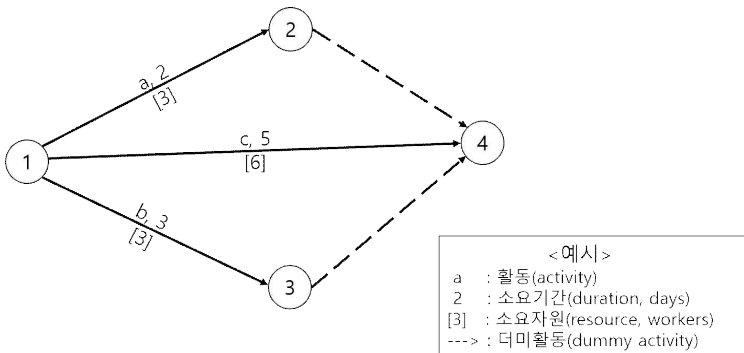 2
a, 2
[3]
c, 5
[6]
1
4
b, 3
[3]
3
<예시>
a : 활동(activity)
2 : 소요기간(duration, days)
[3] : 소요자원(resource, workers)
---> : 더미활동(dummy activity)